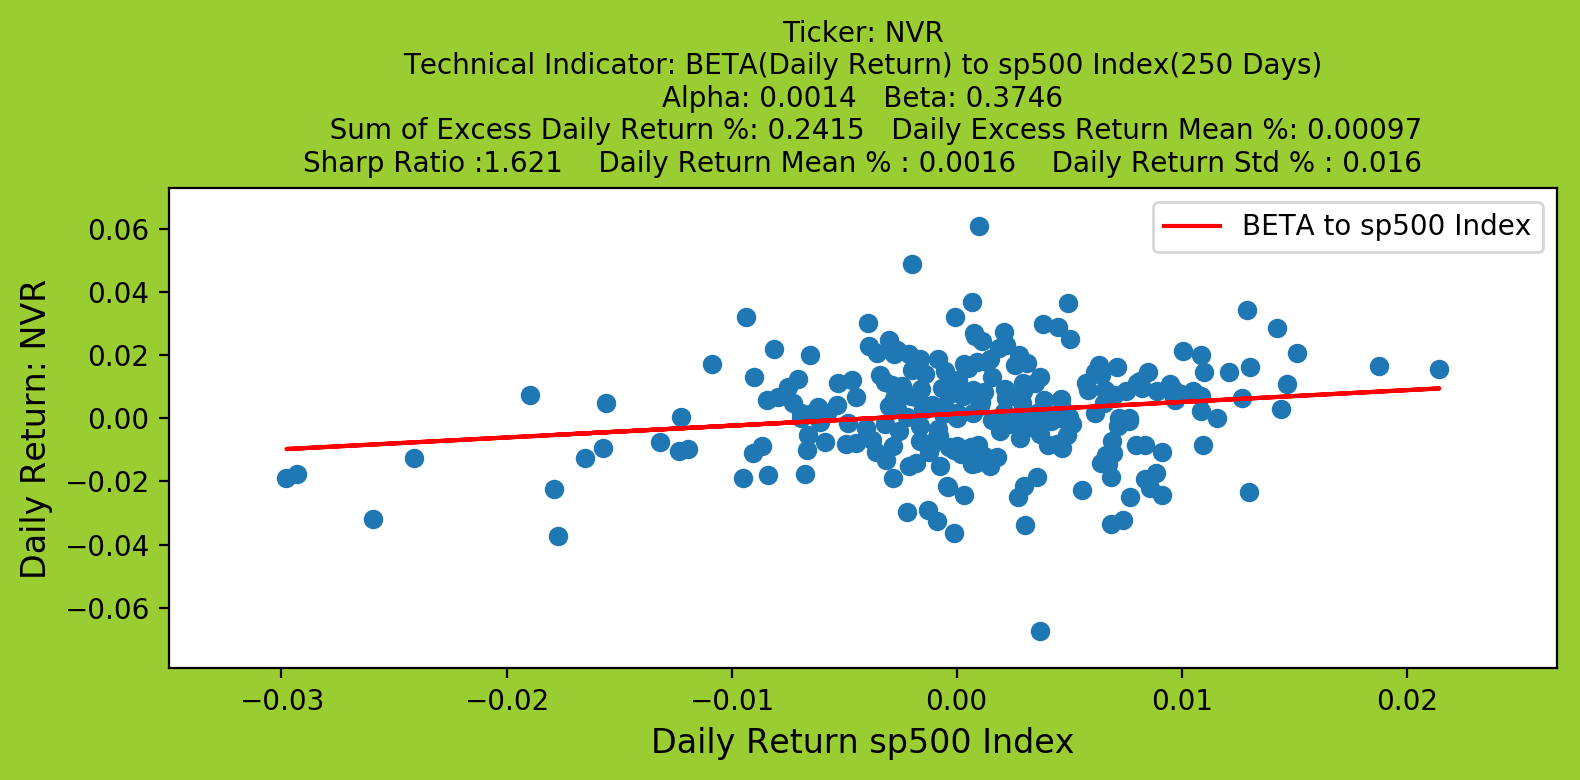 Ticker: NVR
Technical Indicator: BETA(Daily Return) to sp500 Index(250 Days)
Alpha: 0.0014   Beta: 0.3746
Sum of Excess Daily Return %: 0.2415   Daily Excess Return Mean %: 0.00097
Sharp Ratio :1.621    Daily Return Mean % : 0.0016    Daily Return Std % : 0.016
BETA to sp500 Index
Daily Return: NVR
0.06
0.04
0.02
0.00
−0.02
−0.04
−0.06
−0.03
−0.02
−0.01
0.00
0.01
0.02
Daily Return sp500 Index